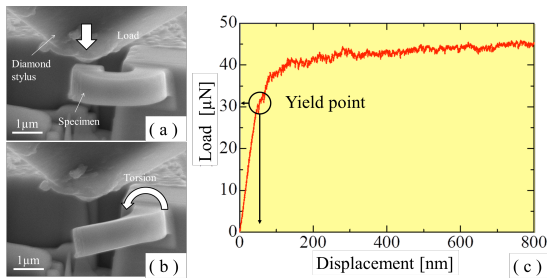 Load
Diamond
stylus
Specimen
1μm
( a )
Torsion
1μm
( b )
50
40
30
20
10
0
Load [μN]
Yield point
0
200
400
600
800
Displacement [nm]
( c )